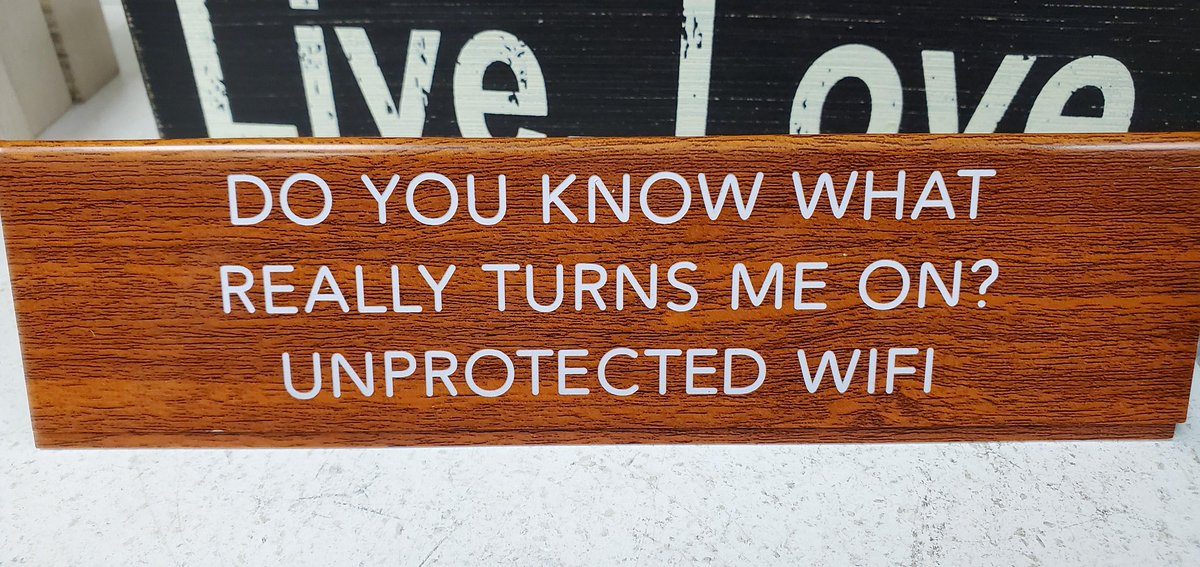 Live Love
DO YOU KNOW WHAT
REALLY TURNS ME ON?
UNPROTECTED WIFI